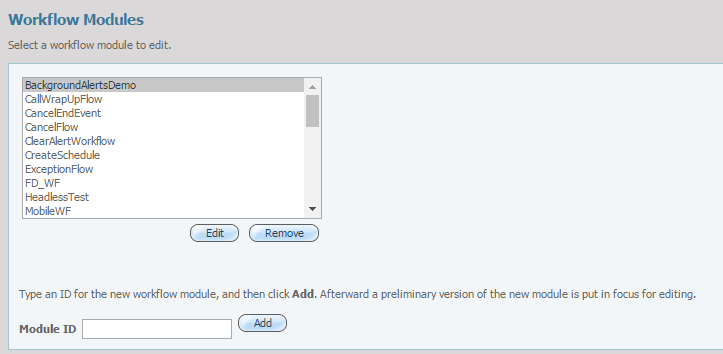 Workflow Modules
Select a workflow module to edit.
BackgroundAlertsDemo
CallWrapUpFlow
CancelEndEvent
CancelFlow
ClearAlertWorkflow
CreateSchedule
ExceptionFlow
FD_WF
HeadlessTest
MobileWF
Edit Remove
Type an ID for the new workflow module, and then click Add. Afterward a preliminary version of the new module is put in focus for editing.
Module ID Add